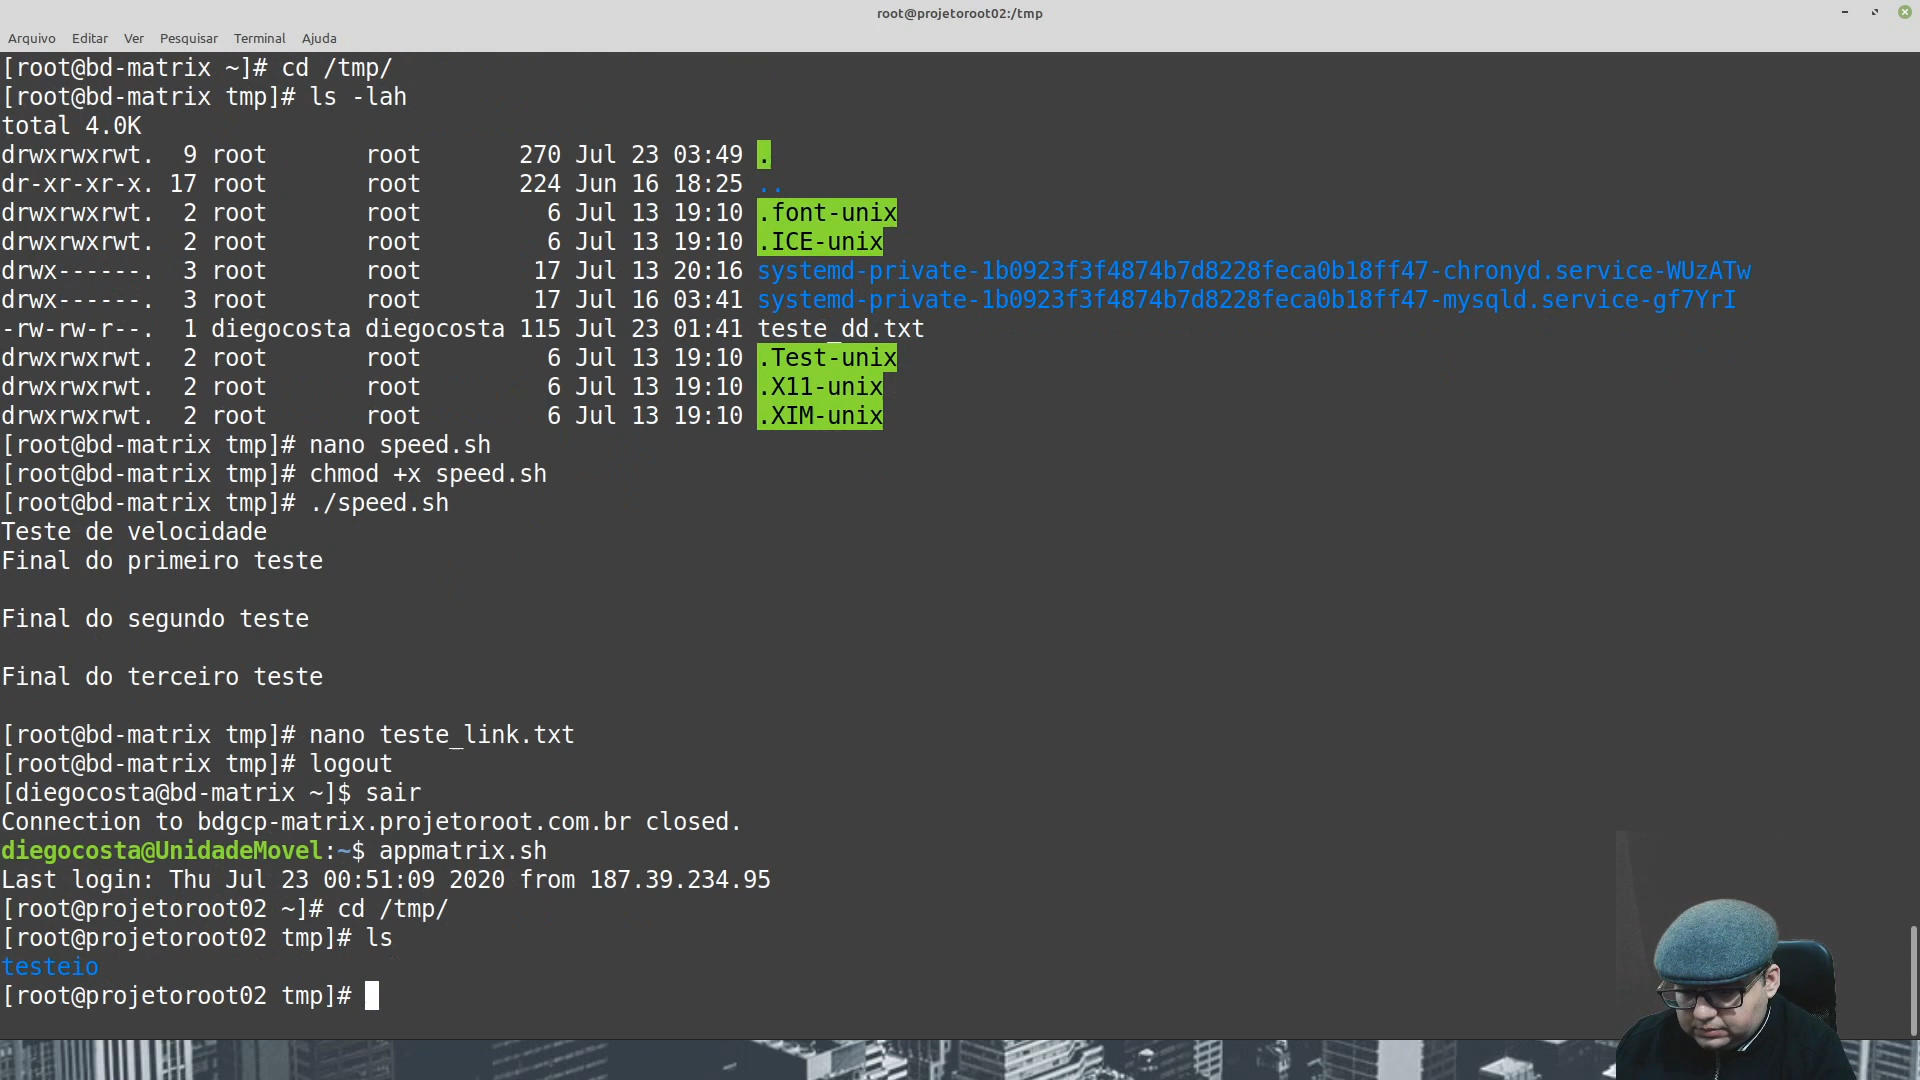 root@projetoroot02:/tmp
Arquivo Editar Ver Pesquisar Terminal Ajuda
[root@bd-matrix ~]# cd /tmp/
[root@bd-matrix tmp]# ls -lah
total 4.0K
drwxrwxrwt.  9 root       root       270 Jul 23 03:49 .
dr-xr-xr-x. 17 root       root       224 Jun 16 18:25 ..
drwxrwxrwt.  2 root       root         6 Jul 13 19:10 .font-unix
drwxrwxrwt.  2 root       root         6 Jul 13 19:10 .ICE-unix
drwx------.  3 root       root        17 Jul 13 20:16 systemd-private-1b0923f3f4874b7d8228feca0b18ff47-chronyd.service-WUzATw
drwx------.  3 root       root        17 Jul 16 03:41 systemd-private-1b0923f3f4874b7d8228feca0b18ff47-mysqld.service-gf7YrI
-rw-rw-r--.  1 diegocosta diegocosta 115 Jul 23 01:41 teste_dd.txt
drwxrwxrwt.  2 root       root         6 Jul 13 19:10 .Test-unix
drwxrwxrwt.  2 root       root         6 Jul 13 19:10 .X11-unix
drwxrwxrwt.  2 root       root         6 Jul 13 19:10 .XIM-unix
[root@bd-matrix tmp]# nano speed.sh
[root@bd-matrix tmp]# chmod +x speed.sh
[root@bd-matrix tmp]# ./speed.sh
Teste de velocidade
Final do primeiro teste
Final do segundo teste
Final do terceiro teste
[root@bd-matrix tmp]# nano teste_link.txt
[root@bd-matrix tmp]# logout
[diegocosta@bd-matrix ~]$ sair
Connection to bdgcp-matrix.projetoroot.com.br closed.
diegocosta@UnidadeMovel:~$ appmatrix.sh
Last login: Thu Jul 23 00:51:09 2020 from 187.39.234.95
[root@projetoroot02 ~]# cd /tmp/
[root@projetoroot02 tmp]# ls
testeio
[root@projetoroot02 tmp]#